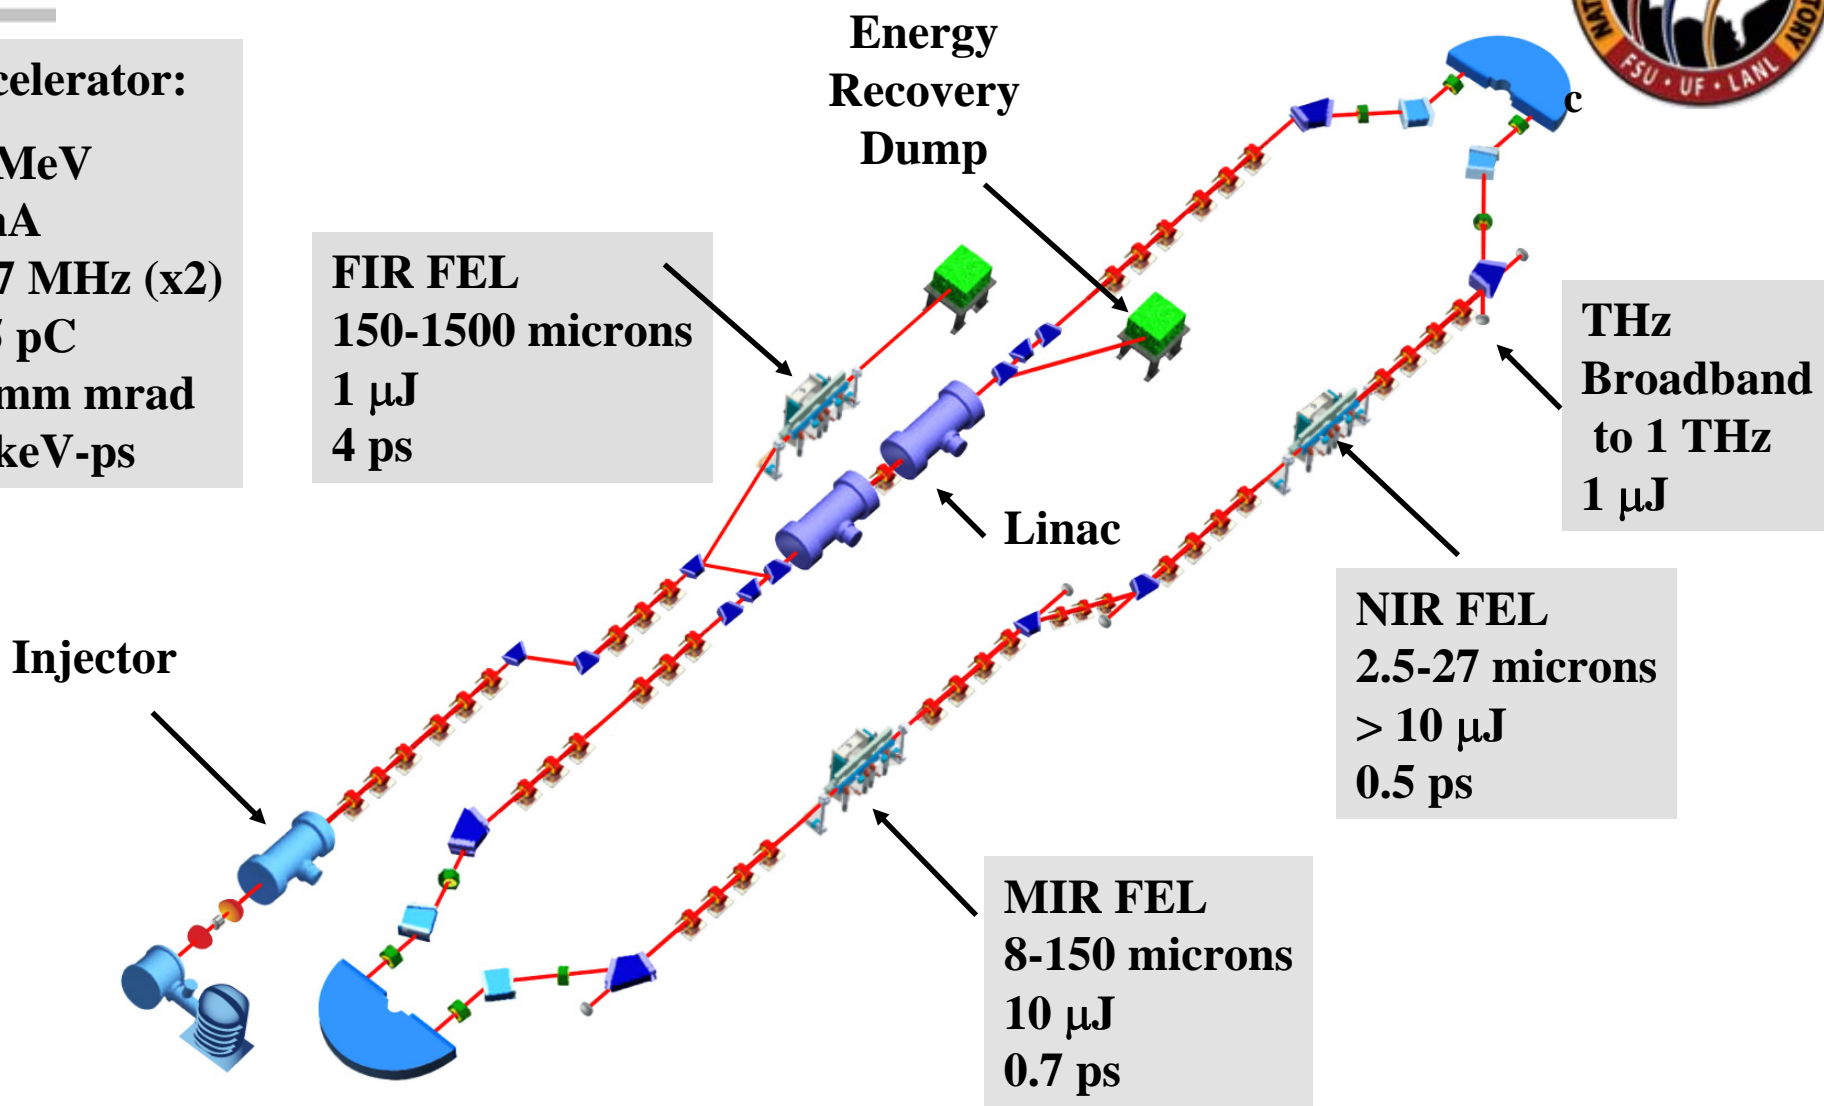 Energy
Recovery
Dump
celerator:
MeV
7 MHz (x2)
pC
mm mrad
keV-ps
FIR FEL
150-1500 microns
1 μJ
4 ps
c
FSU • UF • LANL
THz
Broadband
to 1 THz
1 μJ
Linac
NIR FEL
2.5-27 microns
> 10 μJ
0.5 ps
Injector
MIR FEL
8-150 microns
10 μJ
0.7 ps